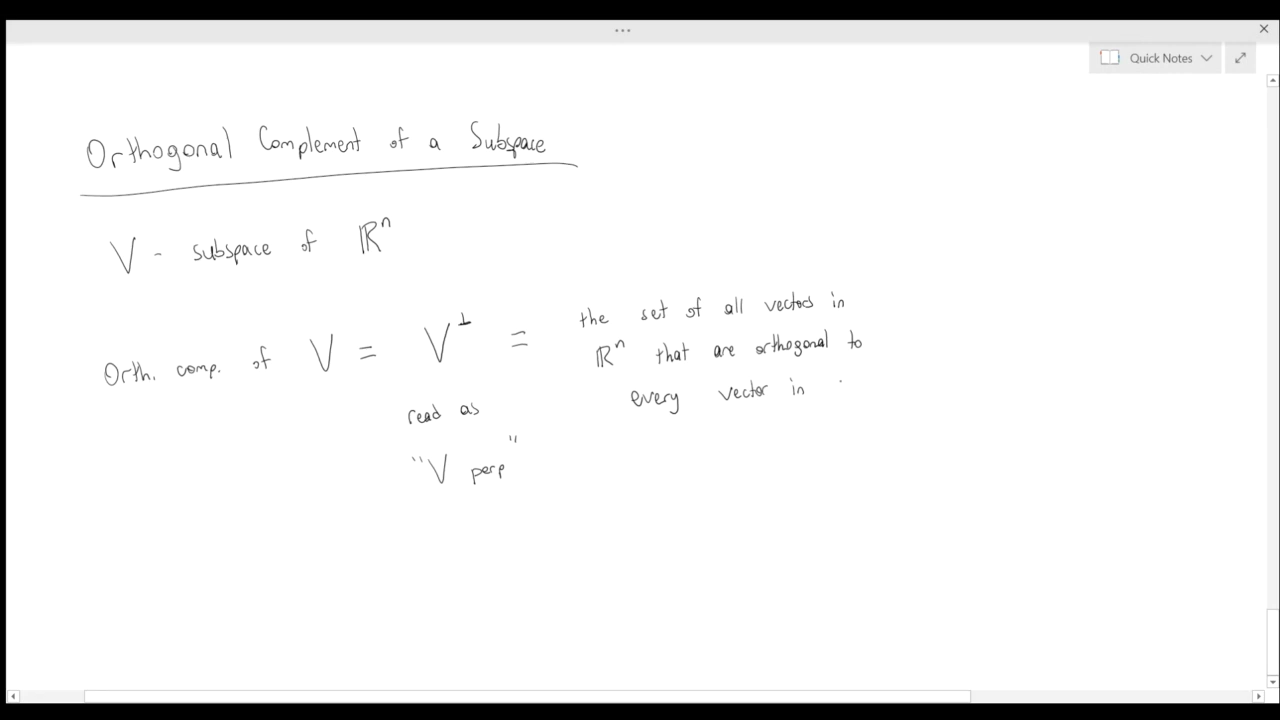 Quick Notes
Orthogonal Complement of a Subspace
V - subspace of ℝⁿ
Orth. comp. of V = V^⊥ = the set of all vectors in
ℝⁿ that are orthogonal to
every vector in
read as
"V perp"